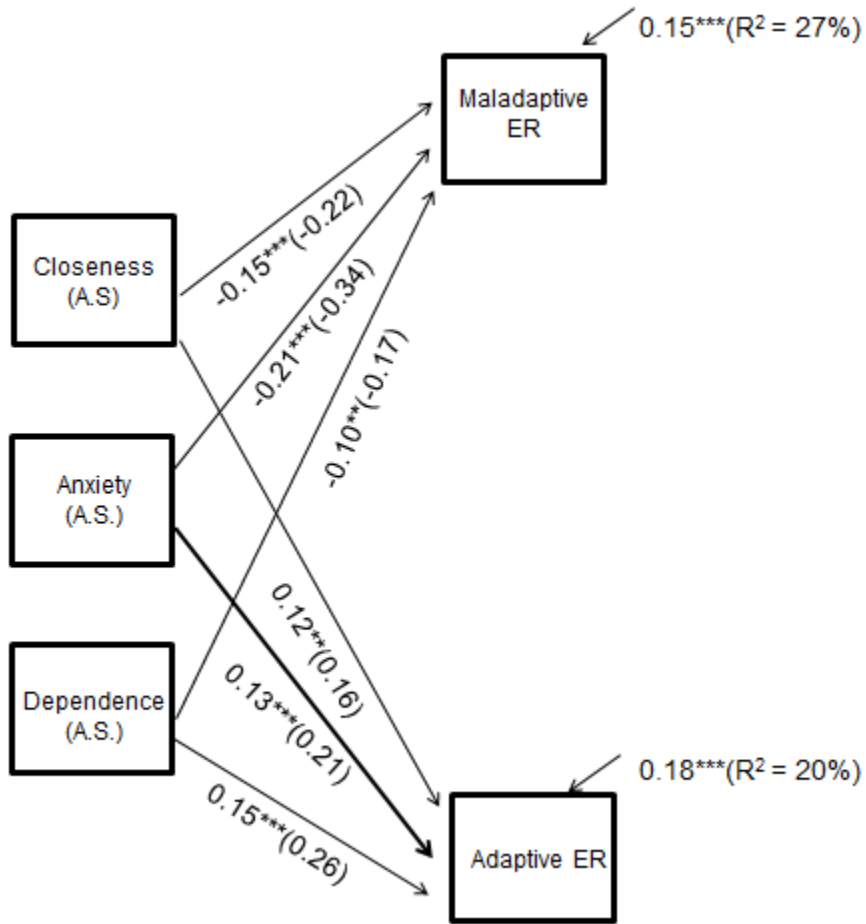 0.15***(R² = 27%)
Maladaptive
ER
Closeness
(A.S)
-0.15***(-0.22)
-0.21***(-0.34)
-0.10**(-0.17)
Anxiety
(A.S.)
Dependence
(A.S.)
0.12**(0.16)
0.13***(0.21)
0.15***(0.26)
0.18***(R² = 20%)
Adaptive ER